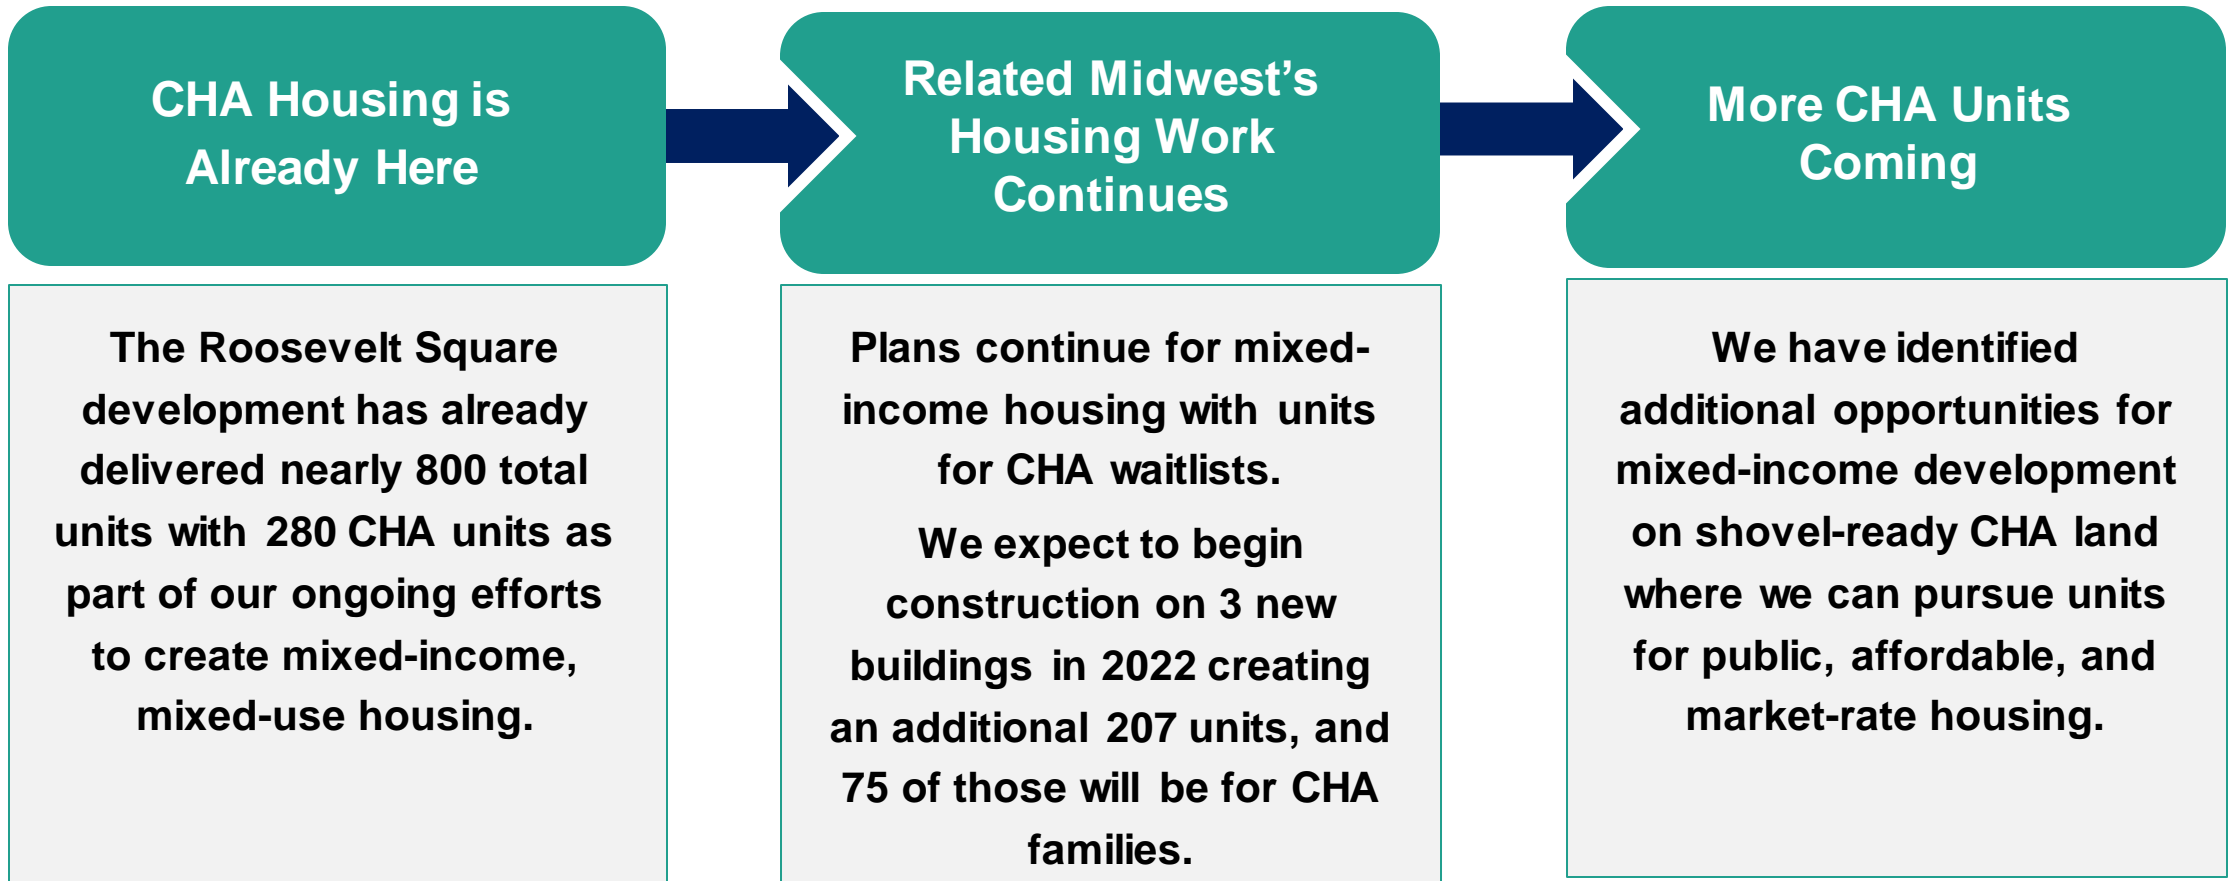 CHA Housing is
Already Here
The Roosevelt Square
development has already
delivered nearly 800 total
units with 280 CHA units as
part of our ongoing efforts
to create mixed-income,
mixed-use housing.
Related Midwest’s
Housing Work
Continues
Plans continue for mixed-
income housing with units
for CHA waitlists.
We expect to begin
construction on 3 new
buildings in 2022 creating
an additional 207 units, and
75 of those will be for CHA
families.
More CHA Units
Coming
We have identified
additional opportunities for
mixed-income development
on shovel-ready CHA land
where we can pursue units
for public, affordable, and
market-rate housing.